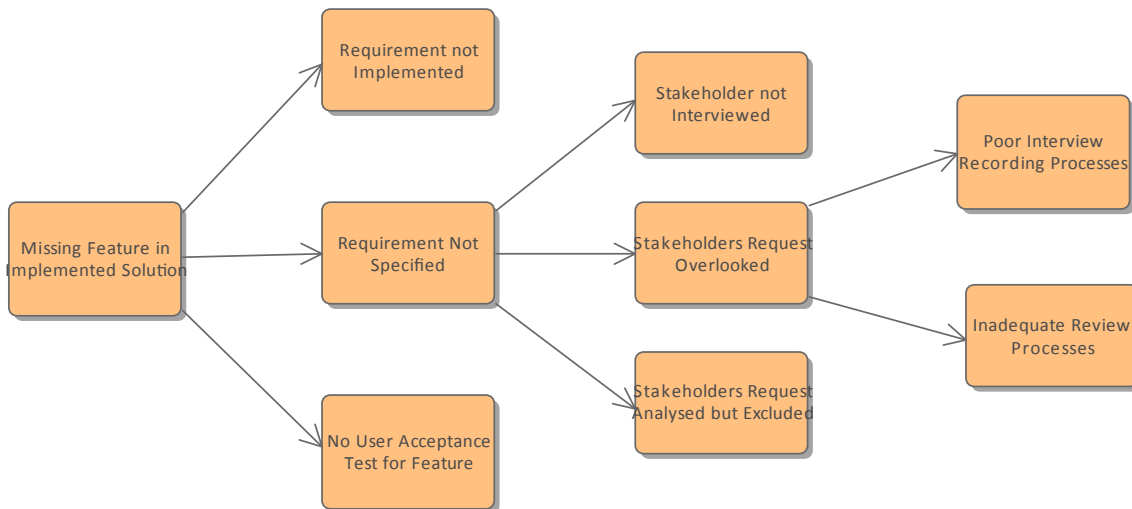 Requirement not
Implemented
Stakeholder not
Interviewed
Poor Interview
Recording Processes
Missing Feature in
Implemented Solution
Requirement Not
Specified
Stakeholders Request
Overlooked
Inadequate Review
Processes
Stakeholders Request
Analysed but Excluded
No User Acceptance
Test for Feature